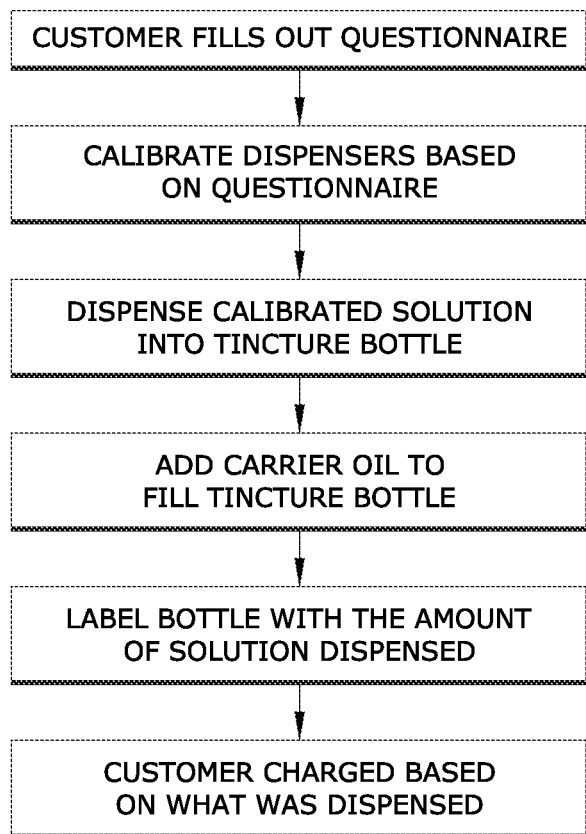 CUSTOMER FILLS OUT QUESTIONNAIRE
CALIBRATE DISPENSERS BASED
ON QUESTIONNAIRE
DISPENSE CALIBRATED SOLUTION
INTO TINCTURE BOTTLE
ADD CARRIER OIL TO
FILL TINCTURE BOTTLE
LABEL BOTTLE WITH THE AMOUNT
OF SOLUTION DISPENSED
CUSTOMER CHARGED BASED
ON WHAT WAS DISPENSED